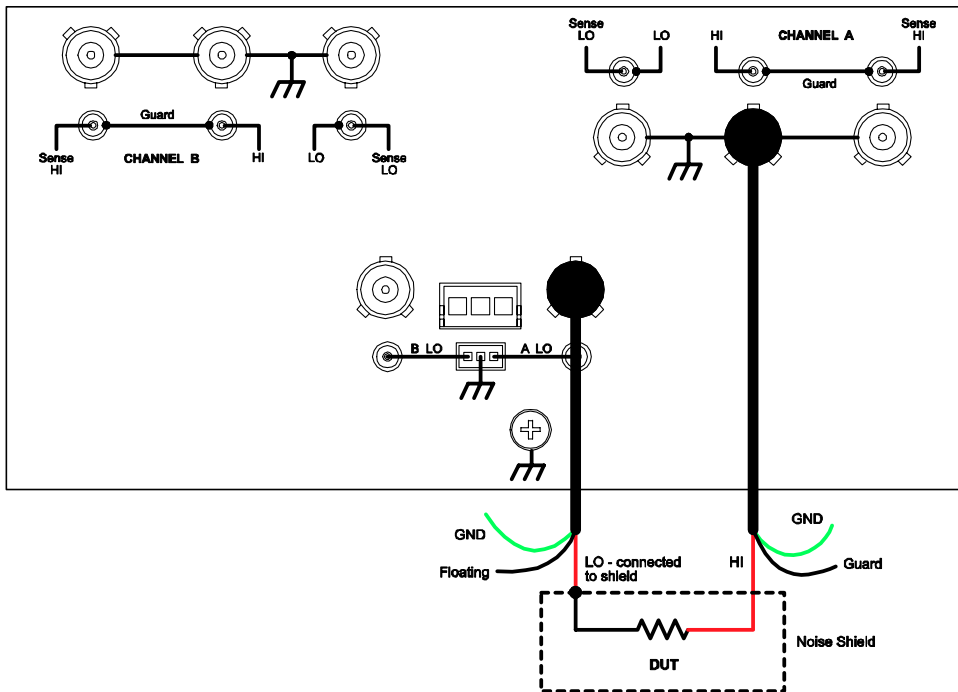 Sense
LO
LO
HI
CHANNEL A
Sense
HI
Guard
Guard
Sense
HI
CHANNEL B
HI
LO
Sense
LO
B LO
A LO
GND
Floating
LO - connected
to shield
HI
GND
Guard
Noise Shield
DUT